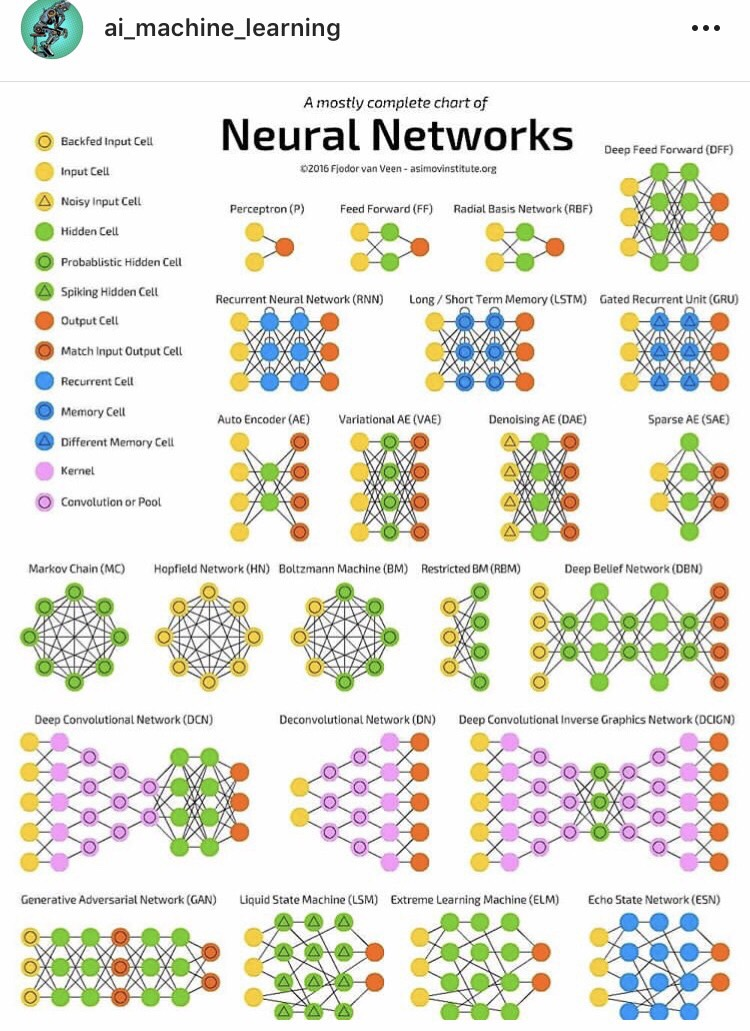 ai_machine_learning
A mostly complete chart of
Neural Networks
©2016 Fjodor van Veen - asimovinstitute.org
Backfed Input Cell
Input Cell
Noisy Input Cell
Hidden Cell
Probablistic Hidden Cell
Spiking Hidden Cell
Output Cell
Match Input Output Cell
Recurrent Cell
Memory Cell
Different Memory Cell
Kernel
Convolution or Pool
Deep Feed Forward (DFF)
Perceptron (P)
Feed Forward (FF)
Radial Basis Network (RBF)
Recurrent Neural Network (RNN)
Long / Short Term Memory (LSTM)
Gated Recurrent Unit (GRU)
Auto Encoder (AE)
Variational AE (VAE)
Denoising AE (DAE)
Sparse AE (SAE)
Markov Chain (MC)
Hopfield Network (HN)
Boltzmann Machine (BM)
Restricted BM (RBM)
Deep Belief Network (DBN)
Deep Convolutional Network (DCN)
Deconvolutional Network (DN)
Deep Convolutional Inverse Graphics Network (DCIGN)
Generative Adversarial Network (GAN)
Liquid State Machine (LSM)
Extreme Learning Machine (ELM)
Echo State Network (ESN)